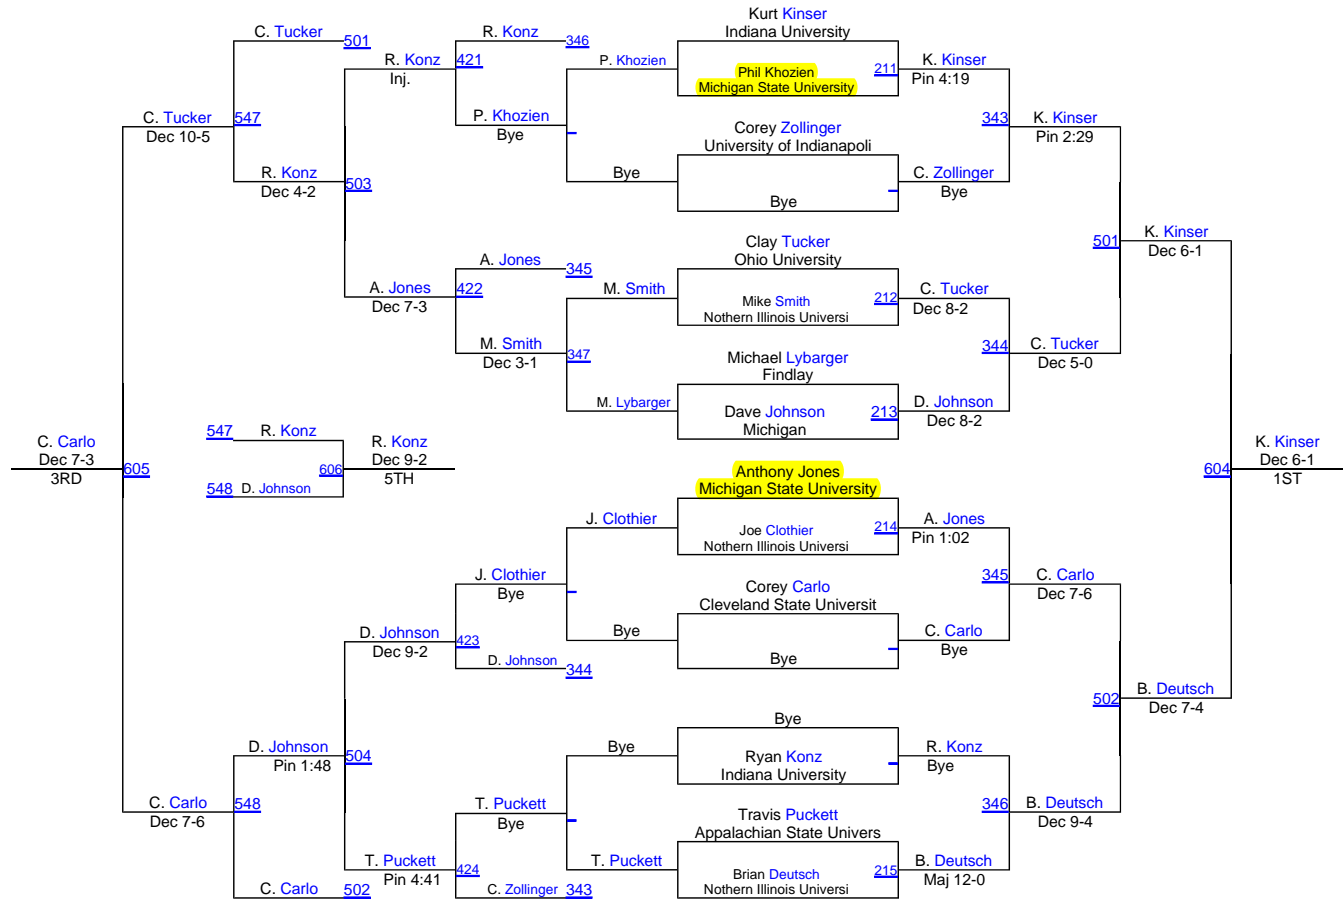 Kurt Kinser
C. Tucker
501
R. Konz
346
Indiana University
R. Konz
421
P. Khozien
K. Kinser
Inj.
Phil Khozien
211
Pin 4:19
Michigan State University
C. Tucker
547
P. Khozien
343
K. Kinser
Dec 10-5
Bye
Corey Zollinger
Pin 2:29
University of Indianapoli
R. Konz
503
Bye
C. Zollinger
Dec 4-2
Bye
Bye
Clay Tucker
501
K. Kinser
Ohio University
Dec 6-1
A. Jones
345
A. Jones
422
M. Smith
Mike Smith
212
C. Tucker
Dec 7-3
Nothern Illinois Universi
Dec 8-2
M. Smith
347
344
C. Tucker
Dec 3-1
Michael Lybarger
Dec 5-0
Findlay
M. Lybarger
Dave Johnson
213
D. Johnson
Michigan
Dec 8-2
547
R. Konz
C. Carlo
R. Konz
K. Kinser
Dec 7-3
605
606
Dec 9-2
604
Dec 6-1
3RD
5TH
1ST
548
D. Johnson
Anthony Jones
Michigan State University
J. Clothier
Joe Clothier
214
A. Jones
Nothern Illinois Universi
Pin 1:02
J. Clothier
345
C. Carlo
Bye
Corey Carlo
Dec 7-6
Cleveland State Universit
D. Johnson
423
Bye
C. Carlo
Dec 9-2
Bye
Bye
D. Johnson
344
502
B. Deutsch
Dec 7-4
Bye
D. Johnson
504
Bye
Ryan Konz
R. Konz
Pin 1:48
Indiana University
Bye
C. Carlo
548
T. Puckett
346
B. Deutsch
Dec 7-6
Bye
Travis Puckett
Dec 9-4
Appalachian State Univers
T. Puckett
424
T. Puckett
Brian Deutsch
215
B. Deutsch
Pin 4:41
Nothern Illinois Universi
Maj 12-0
C. Carlo
502
C. Zollinger
343